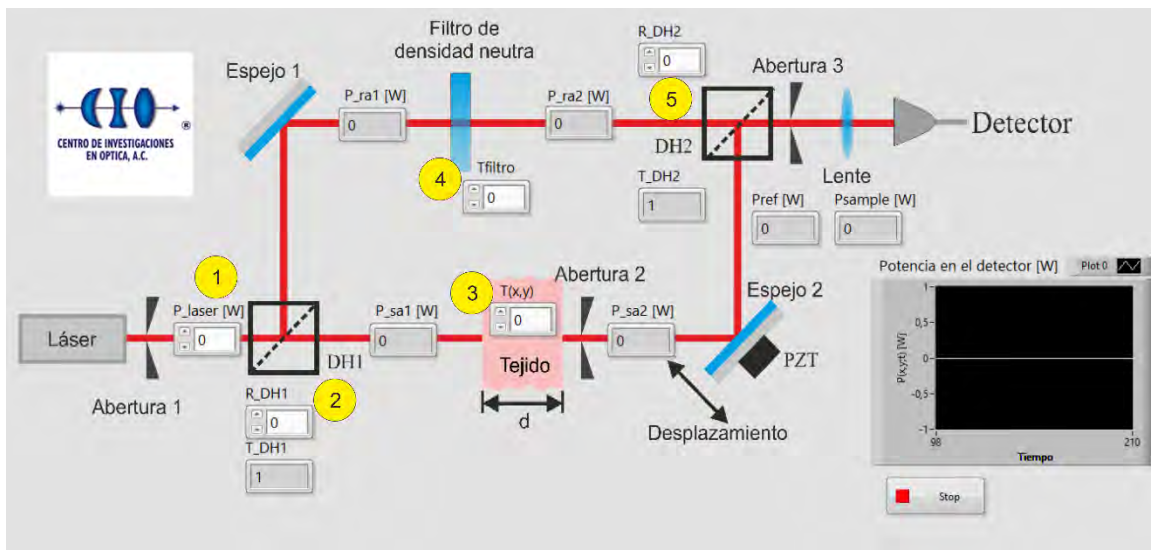 CIO
®
CENTRO DE INVESTIGACIONES
EN OPTICA, A.C.
Espejo 1
Filtro de
densidad neutra
P_ra1 [W]
0
4
Tfiltro
0
P_ra2 [W]
0
R_DH2
0
5
DH2
T_DH2
1
Abertura 3
Lente
Detector
Pref [W]
0
Psample [W]
0
1
Láser
Abertura 1
P_laser [W]
0
DH1
2
R_DH1
0
T_DH1
1
P_sa1 [W]
0
3
T(x,y)
0
Tejido
d
Abertura 2
P_sa2 [W]
0
Espejo 2
PZT
Desplazamiento
Potencia en el detector [W]
Plot 0
P(x,y;t) [W]
1
0,5
0
-0,5
-1
98
210
Tiempo
Stop